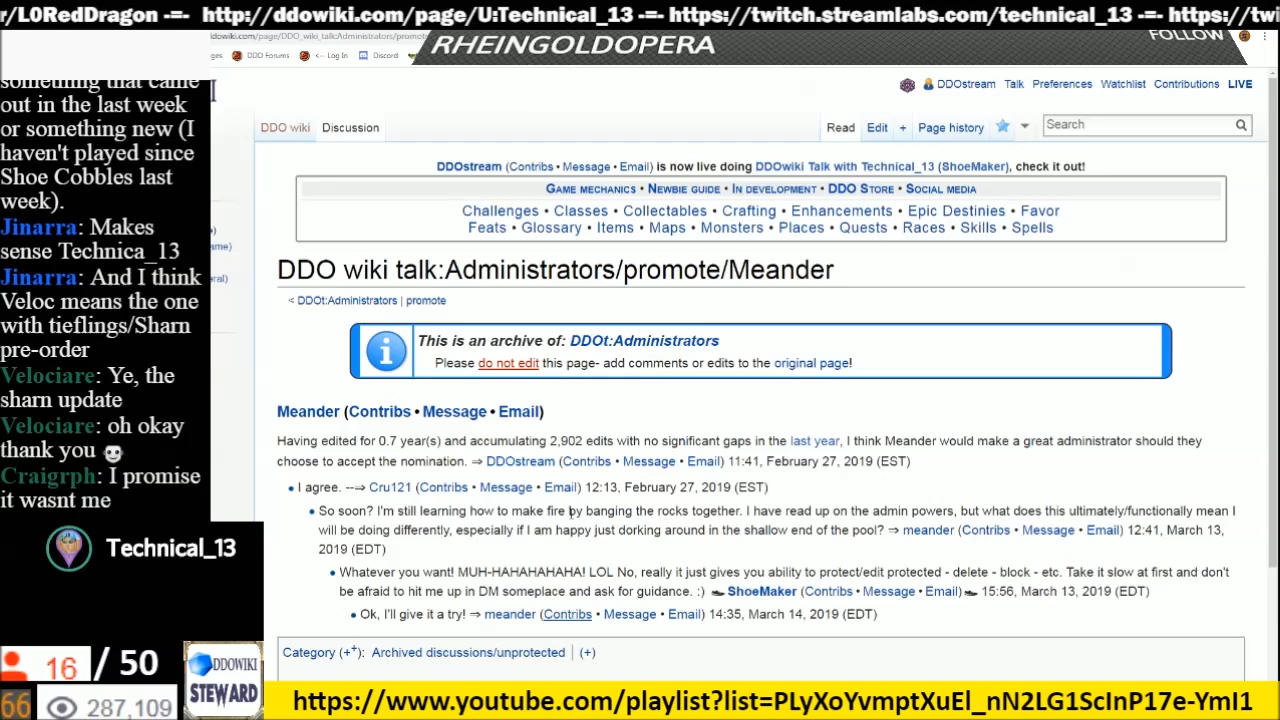 r/L0RedDragon -=- http://ddowiki.com/page/U:Technical_13 -=- https://twitch.streamlabs.com/technical_13 -=- https://twi
dowiki.com/page/DDO_wiki_talk:Administrators/promote
RHEINGOLDOPERA
FOLLOW
ges DDO Forums <-- Log In Discord
something that came
out in the last week
or something new (I
haven't played since
Shoe Cobbles last
week).
Jinarra: Makes
sense Technica_13
Jinarra: And I think
Veloc means the one
with tieflings/Sharn
pre-order
Velociare: Ye, the
sharn update
Velociare: oh okay
thank you
Craigrph: I promise
it wasnt me
Technical_13
16 / 50
66 287,109
DDOWIKI
STEWARD
DDOstream Talk Preferences Watchlist Contributions LIVE
DDO wiki Discussion
Read Edit + Page history Search
DDOstream (Contribs • Message • Email) is now live doing DDOwiki Talk with Technical_13 (ShoeMaker), check it out!
Game mechanics • Newbie guide • In development • DDO Store • Social media
Challenges • Classes • Collectables • Crafting • Enhancements • Epic Destinies • Favor
Feats • Glossary • Items • Maps • Monsters • Places • Quests • Races • Skills • Spells
)
ame)
eral)
DDO wiki talk:Administrators/promote/Meander
< DDOt:Administrators | promote
This is an archive of: DDOt:Administrators
Please do not edit this page- add comments or edits to the original page!
Meander (Contribs • Message • Email)
Having edited for 0.7 year(s) and accumulating 2,902 edits with no significant gaps in the last year, I think Meander would make a great administrator should they
choose to accept the nomination. ⇒ DDOstream (Contribs • Message • Email) 11:41, February 27, 2019 (EST)
• I agree. --⇒ Cru121 (Contribs • Message • Email) 12:13, February 27, 2019 (EST)
• So soon? I'm still learning how to make fire by banging the rocks together. I have read up on the admin powers, but what does this ultimately/functionally mean I
will be doing differently, especially if I am happy just dorking around in the shallow end of the pool? ⇒ meander (Contribs • Message • Email) 12:41, March 13,
2019 (EDT)
• Whatever you want! MUH-HAHAHAHAHA! LOL No, really it just gives you ability to protect/edit protected - delete - block - etc. Take it slow at first and don't
be afraid to hit me up in DM someplace and ask for guidance. :) ShoeMaker (Contribs • Message • Email) 15:56, March 13, 2019 (EDT)
• Ok, I'll give it a try! ⇒ meander (Contribs • Message • Email) 14:35, March 14, 2019 (EDT)
Category (+⁺): Archived discussions/unprotected | (+)
https://www.youtube.com/playlist?list=PLyXoYvmptXuEl_nN2LG1ScInP17e-YmI1